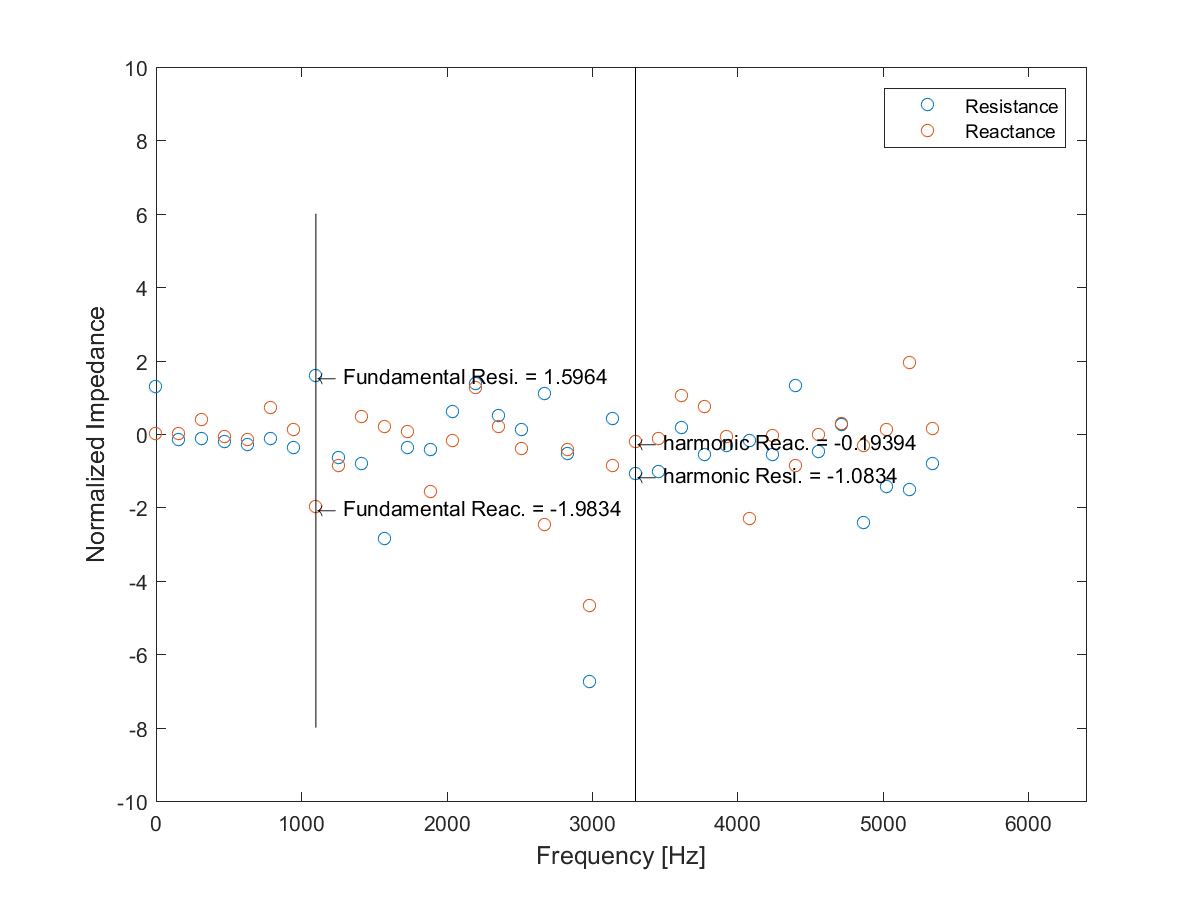 10
8
6
4
2
0
-2
-4
-6
-8
-10
Normalized Impedance
Resistance
Reactance
Fundamental Resi. = 1.5964
harmonic Reac. = -0.19394
harmonic Resi. = -1.0834
Fundamental Reac. = -1.9834
0 1000 2000 3000 4000 5000 6000
Frequency [Hz]